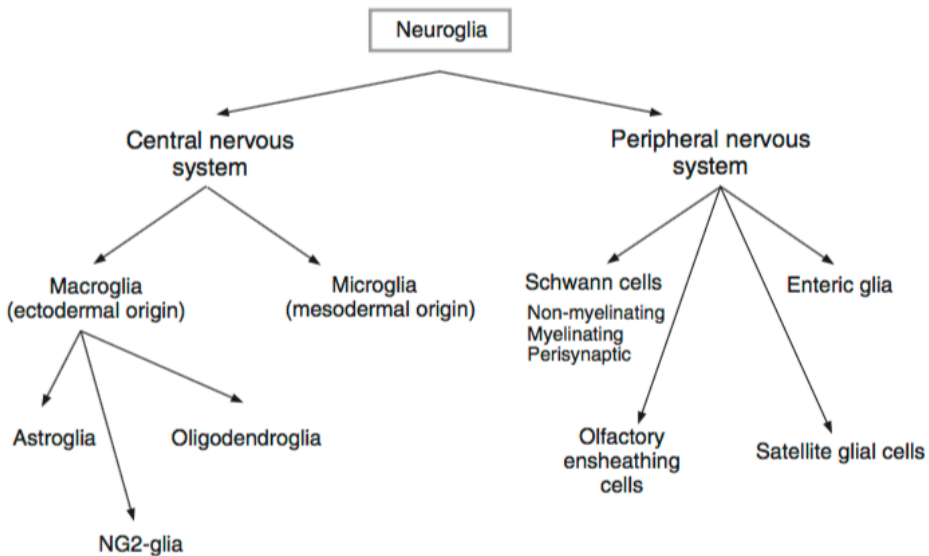 Neuroglia
Central nervous
system
Peripheral nervous
system
Macroglia
(ectodermal origin)
Microglia
(mesodermal origin)
Schwann cells
Non-myelinating
Myelinating
Perisynaptic
Enteric glia
Astroglia
Oligodendroglia
NG2-glia
Olfactory
ensheathing
cells
Satellite glial cells